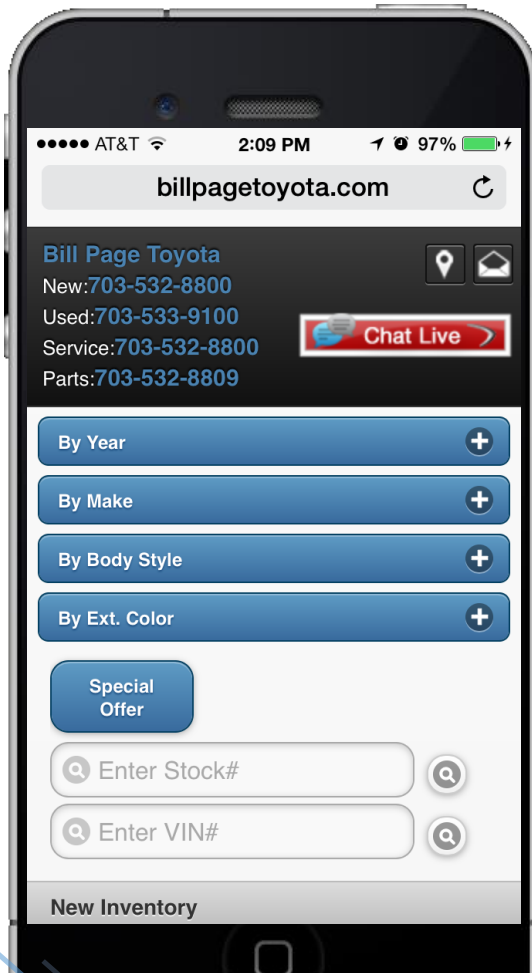 AT&T 2:09 PM 97%
billpagetoyota.com
Bill Page Toyota
New:703-532-8800
Used:703-533-9100
Service:703-532-8800
Parts:703-532-8809
Chat Live
By Year
By Make
By Body Style
By Ext. Color
Special
Offer
Enter Stock#
Enter VIN#
New Inventory